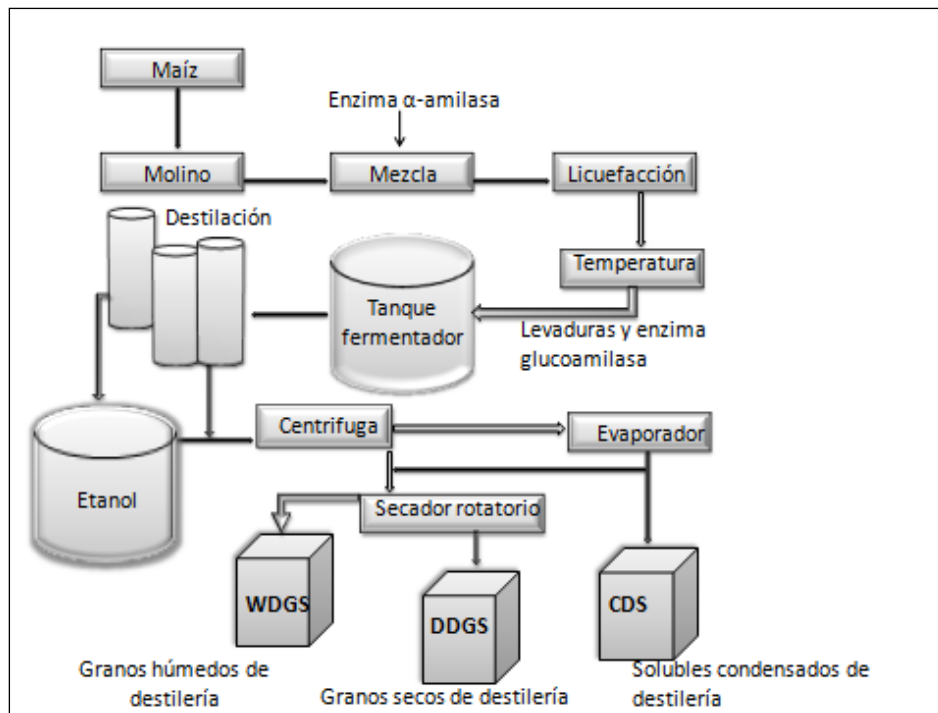 Maíz
Enzima α-amilasa
Molino
Mezcla
Licuefacción
Destilación
Temperatura
Tanque
fermentador
Levaduras y enzima
glucoamilasa
Centrifuga
Evaporador
Etanol
Secador rotatorio
WDGS
DDGS
CDS
Granos húmedos de
destilería
Granos secos de destilería
Solubles condensados de
destilería